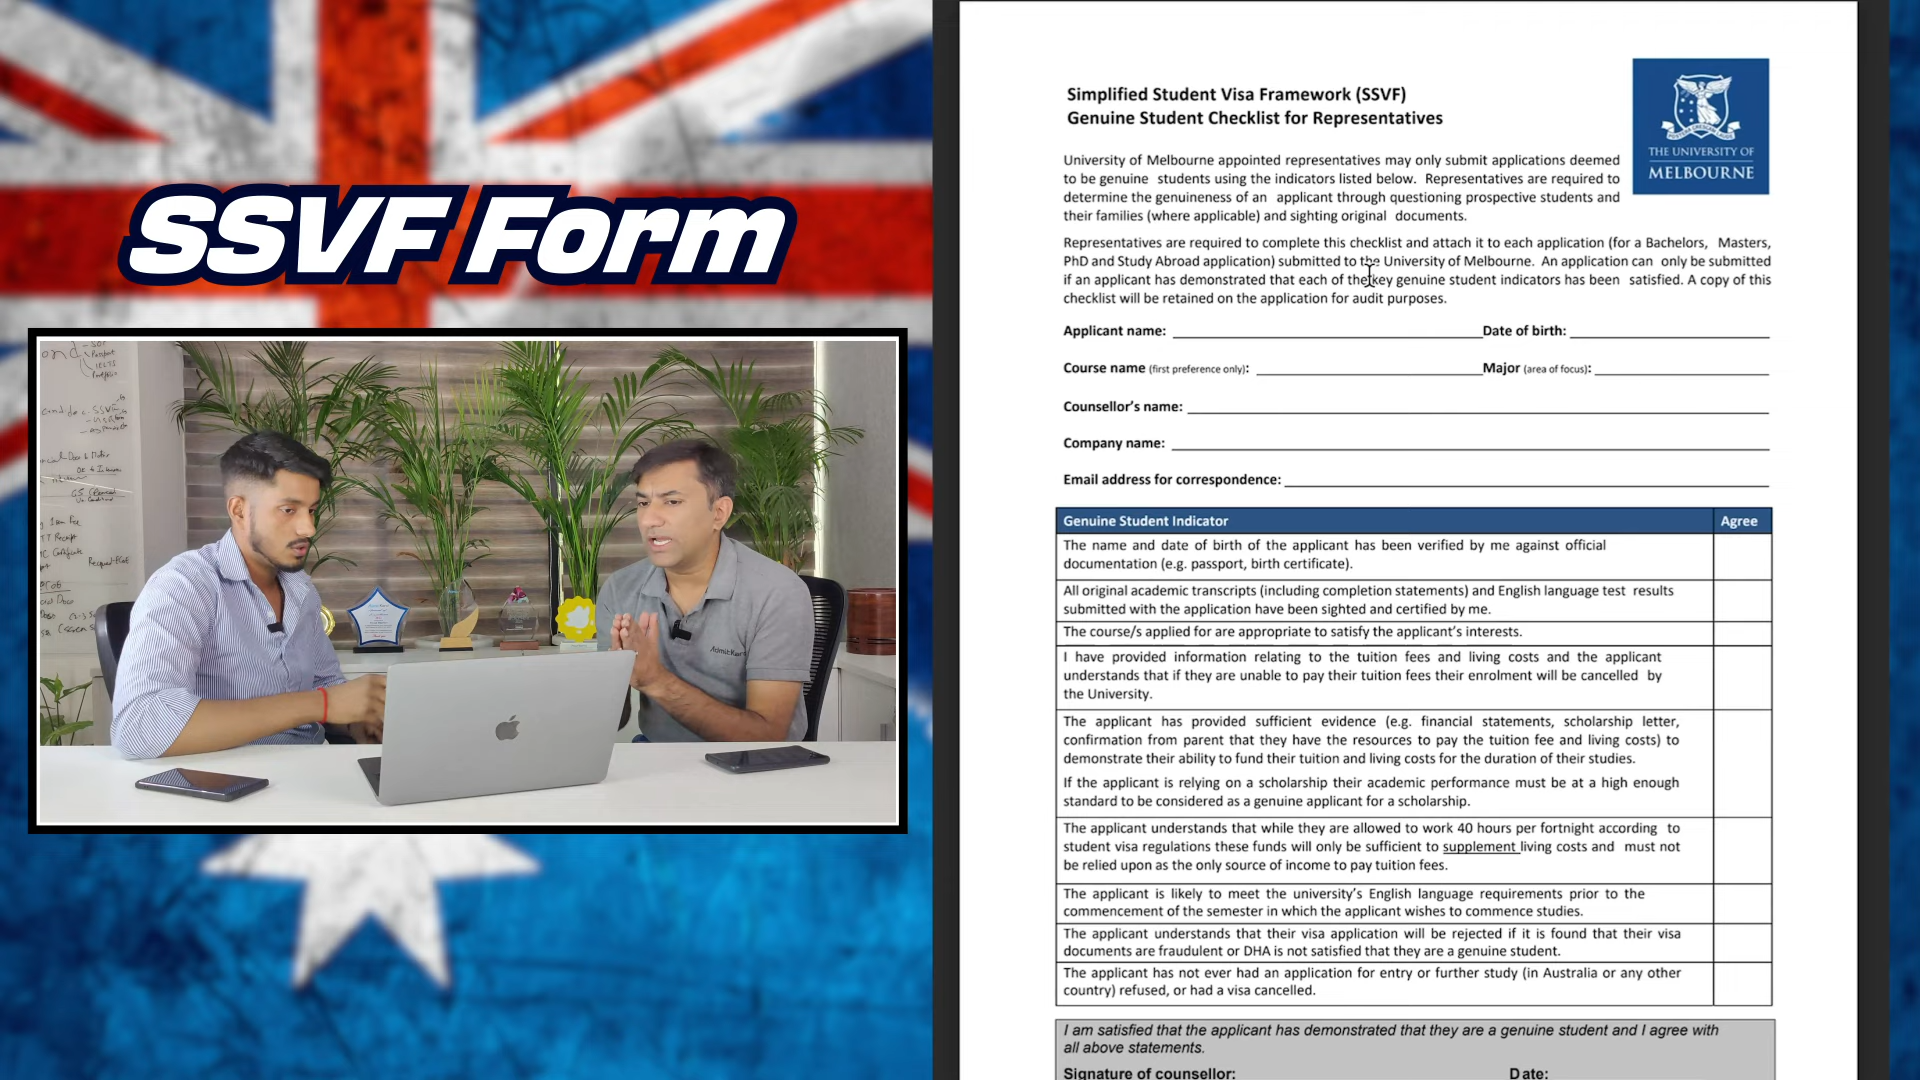 SSVF Form
Simplified Student Visa Framework (SSVF)
Genuine Student Checklist for Representatives
THE UNIVERSITY OF
MELBOURNE
University of Melbourne appointed representatives may only submit applications deemed
to be genuine students using the indicators listed below. Representatives are required to
determine the genuineness of an applicant through questioning prospective students and
their families (where applicable) and sighting original documents.
Representatives are required to complete this checklist and attach it to each application (for a Bachelors, Masters,
PhD and Study Abroad application) submitted to the University of Melbourne. An application can only be submitted
if an applicant has demonstrated that each of the key genuine student indicators has been satisfied. A copy of this
checklist will be retained on the application for audit purposes.
Applicant name: Date of birth:
Course name (first preference only): Major (area of focus):
Counsellor's name:
Company name:
Email address for correspondence:
Genuine Student Indicator Agree
The name and date of birth of the applicant has been verified by me against official
documentation (e.g. passport, birth certificate).
All original academic transcripts (including completion statements) and English language test results
submitted with the application have been sighted and certified by me.
The course/s applied for are appropriate to satisfy the applicant's interests.
I have provided information relating to the tuition fees and living costs and the applicant
understands that if they are unable to pay their tuition fees their enrolment will be cancelled by
the University.
The applicant has provided sufficient evidence (e.g. financial statements, scholarship letter,
confirmation from parent that they have the resources to pay the tuition fee and living costs) to
demonstrate their ability to fund their tuition and living costs for the duration of their studies.
If the applicant is relying on a scholarship their academic performance must be at a high enough
standard to be considered as a genuine applicant for a scholarship.
The applicant understands that while they are allowed to work 40 hours per fortnight according to
student visa regulations these funds will only be sufficient to supplement living costs and must not
be relied upon as the only source of income to pay tuition fees.
The applicant is likely to meet the university's English language requirements prior to the
commencement of the semester in which the applicant wishes to commence studies.
The applicant understands that their visa application will be rejected if it is found that their visa
documents are fraudulent or DHA is not satisfied that they are a genuine student.
The applicant has not ever had an application for entry or further study (in Australia or any other
country) refused, or had a visa cancelled.
I am satisfied that the applicant has demonstrated that they are a genuine student and I agree with
all above statements.
Signature of counsellor: Date:
Passport
IELTS
Portfolio
SSVF
TT Receipt